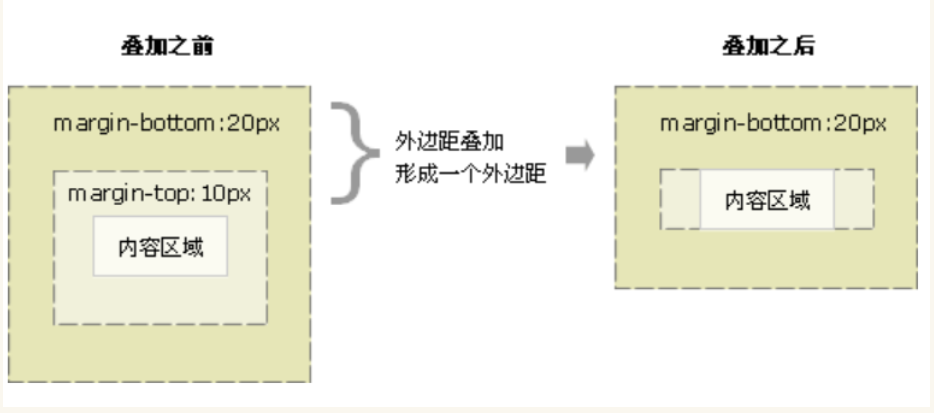 叠加之前
叠加之后
margin-bottom:20px
margin-top:10px
内容区域
外边距叠加
形成一个外边距
margin-bottom:20px
内容区域